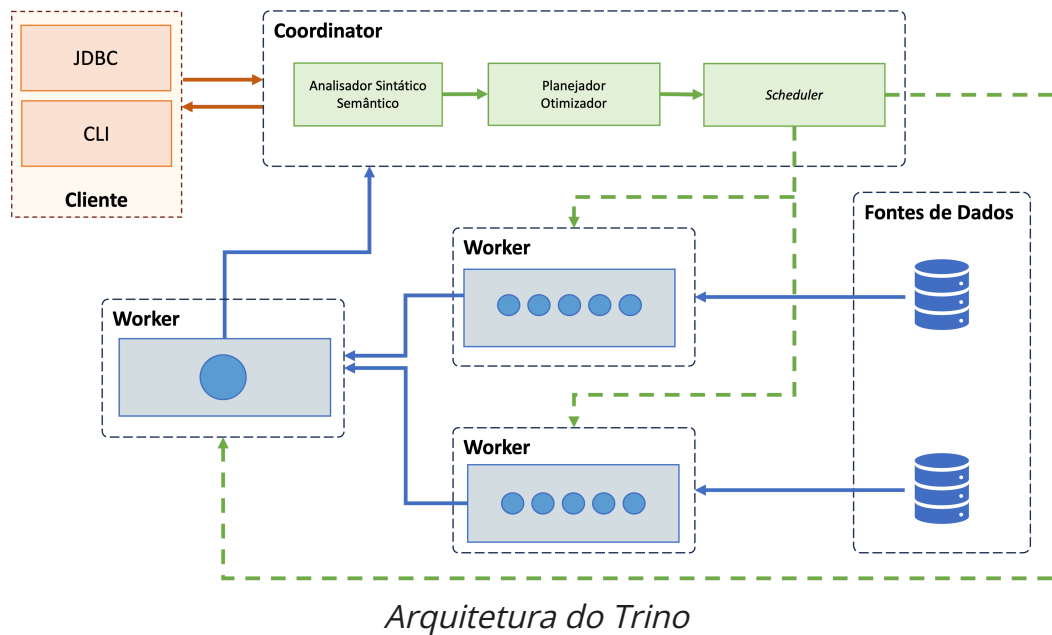 JDBC
CLI
Cliente
Coordinator
Analisador Sintático
Semântico
Planejador
Otimizador
Scheduler
Fontes de Dados
Worker
Worker
Worker
Arquitetura do Trino